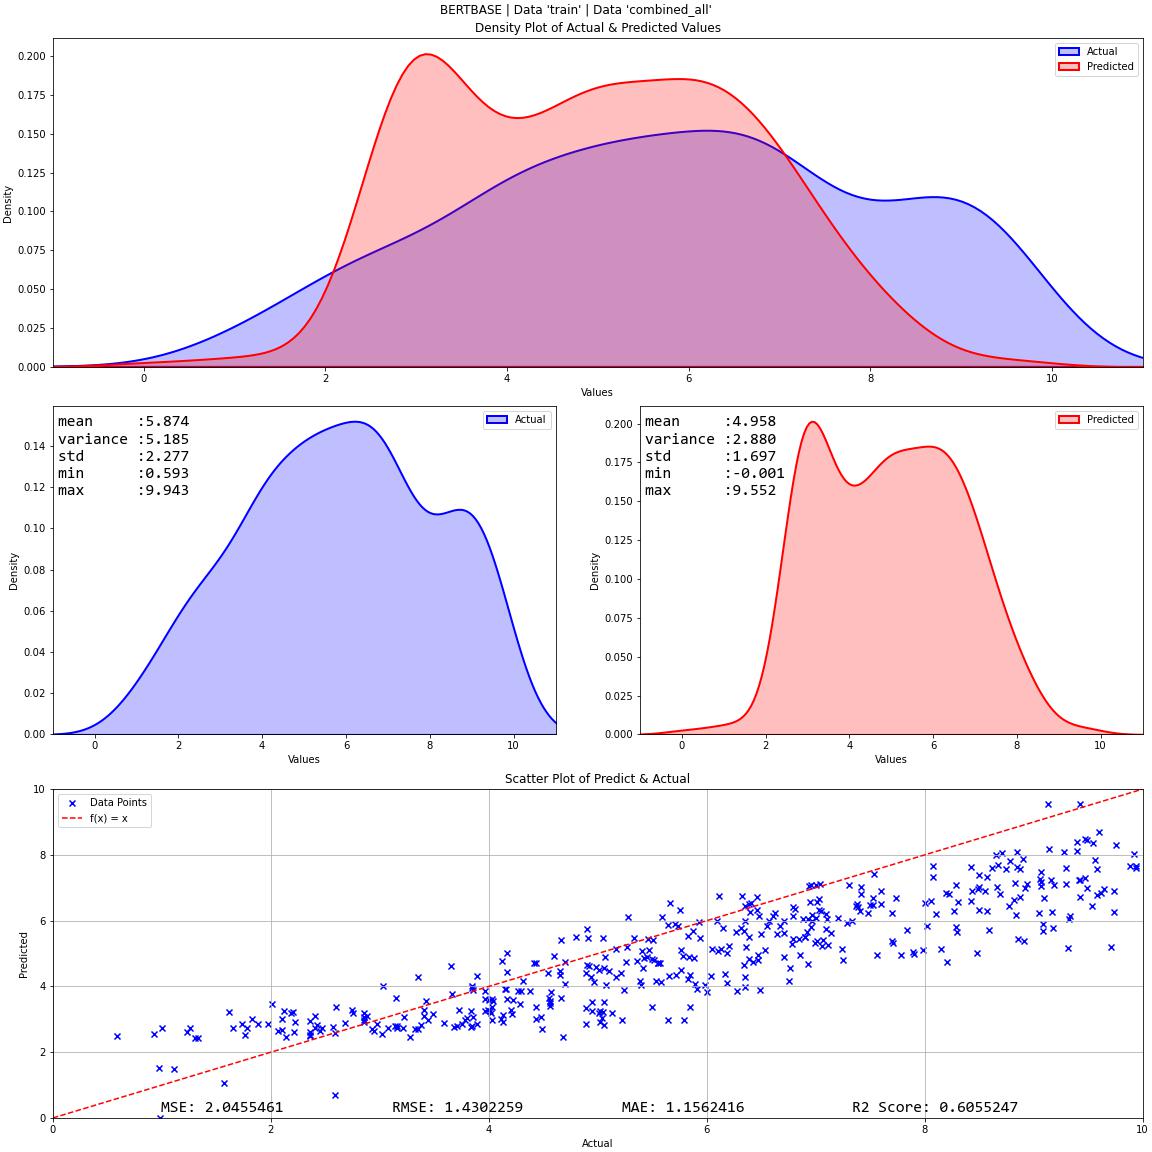 BERTBASE | Data 'train' | Data 'combined_all'
Density Plot of Actual & Predicted Values
Actual
Predicted
0.200
0.175
0.150
0.125
0.100
0.075
0.050
0.025
0.000
Density
0 2 4 6 8 10
Values
mean :5.874
variance :5.185
std :2.277
min :0.593
max :9.943
Actual
0.14
0.12
0.10
0.08
0.06
0.04
0.02
0.00
Density
0 2 4 6 8 10
Values
mean :4.958
variance :2.880
std :1.697
min :-0.001
max :9.552
Predicted
0.200
0.175
0.150
0.125
0.100
0.075
0.050
0.025
0.000
Density
0 2 4 6 8 10
Values
Scatter Plot of Predict & Actual
Data Points
f(x) = x
10
8
6
4
2
0
Predicted
MSE: 2.0455461 RMSE: 1.4302259 MAE: 1.1562416 R2 Score: 0.6055247
0 2 4 6 8 10
Actual